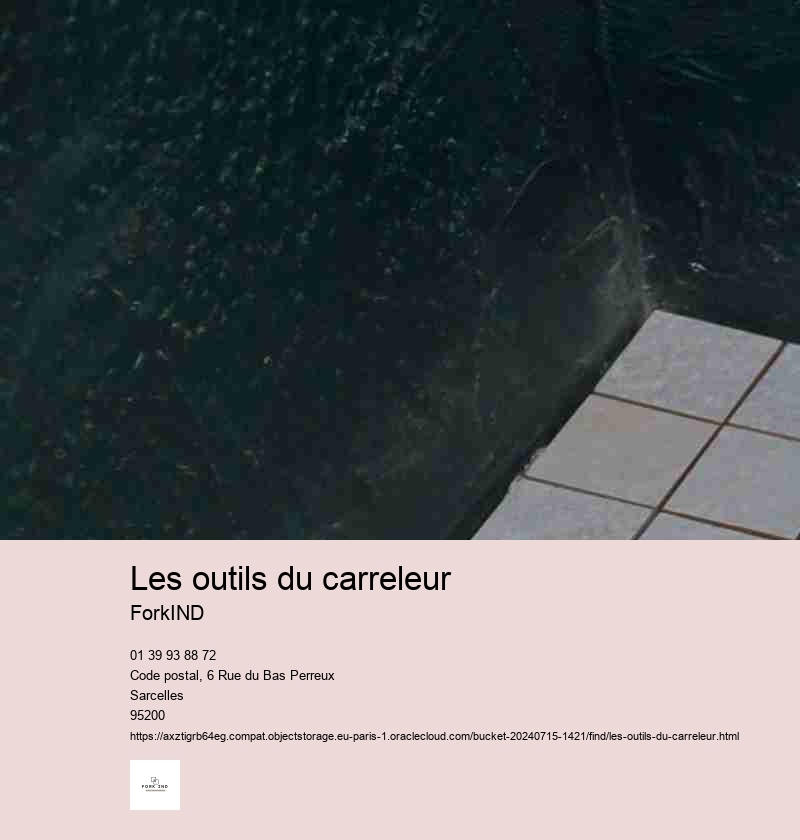 Les outils du carreleur
ForkIND
01 39 93 88 72
Code postal, 6 Rue du Bas Perreux
Sarcelles
95200
https://axztigrb64eg.compat.objectstorage.eu-paris-1.oraclecloud.com/bucket-20240715-1421/find/les-outils-du-carreleur.html
FORK IND